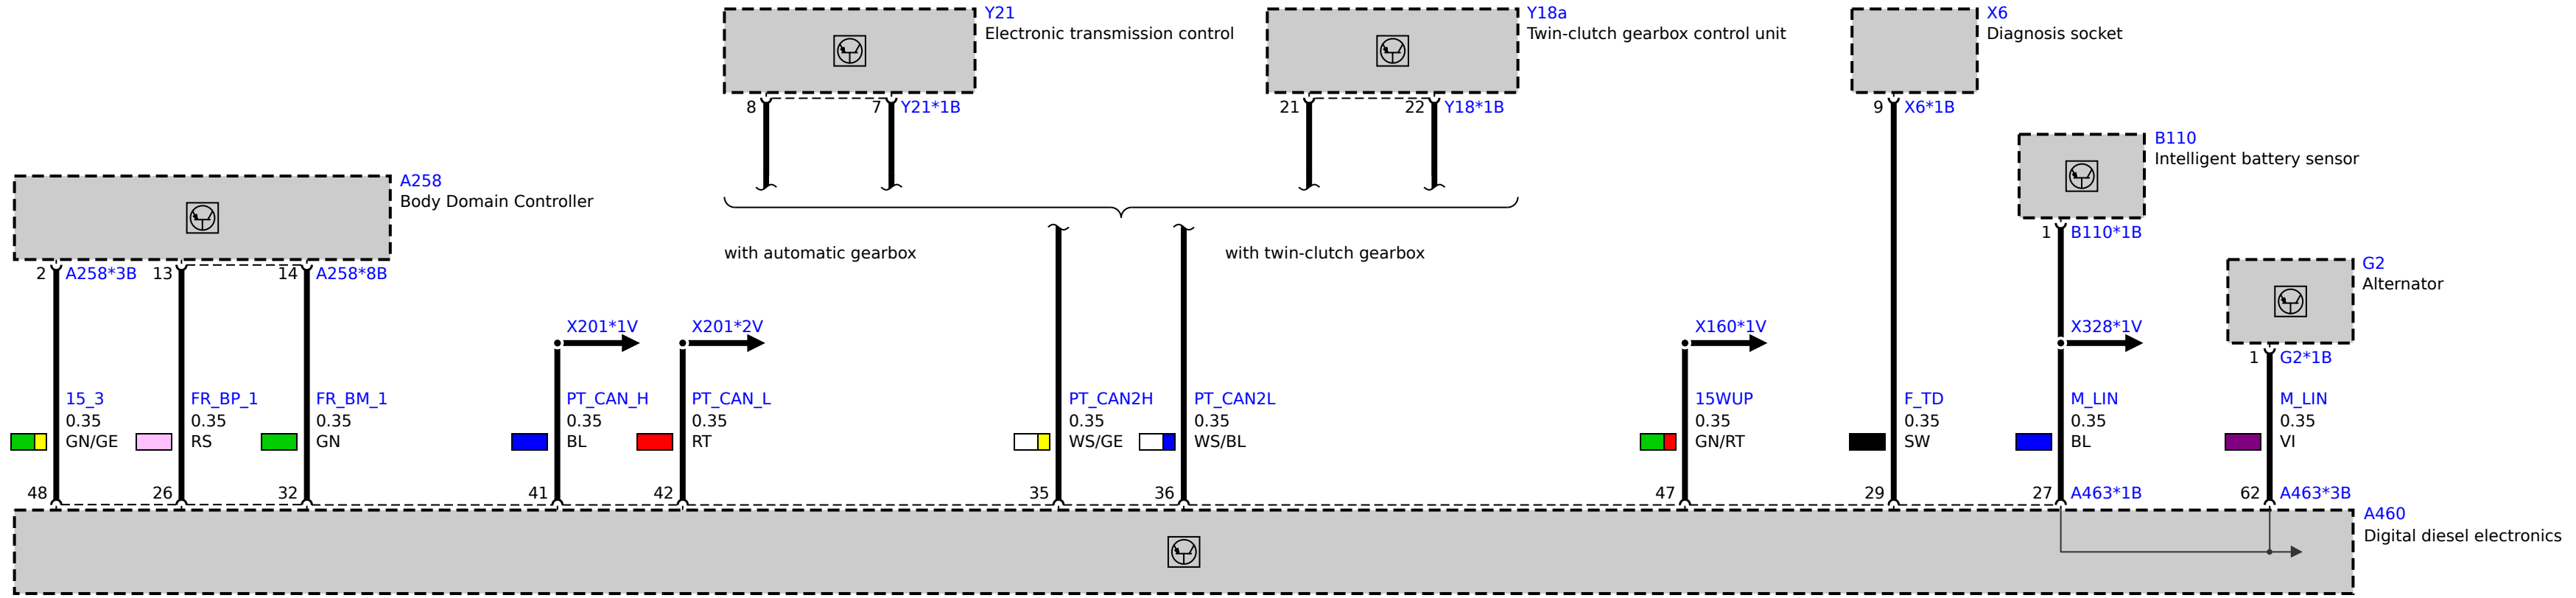 Y21
Electronic transmission control
Y18a
Twin-clutch gearbox control unit
X6
Diagnosis socket
8 7 Y21*1B
21 22 Y18*1B
9 X6*1B
B110
Intelligent battery sensor
A258
Body Domain Controller
1 B110*1B
with automatic gearbox
with twin-clutch gearbox
G2
Alternator
2 A258*3B 13 14 A258*8B
X201*1V
X201*2V
X160*1V
X328*1V
1 G2*1B
15_3
0.35
GN/GE
FR_BP_1
0.35
RS
FR_BM_1
0.35
GN
PT_CAN_H
0.35
BL
PT_CAN_L
0.35
RT
PT_CAN2H
0.35
WS/GE
PT_CAN2L
0.35
WS/BL
15WUP
0.35
GN/RT
F_TD
0.35
SW
M_LIN
0.35
BL
M_LIN
0.35
VI
48 26 32 41 42 35 36 47 29 27 A463*1B 62 A463*3B
A460
Digital diesel electronics